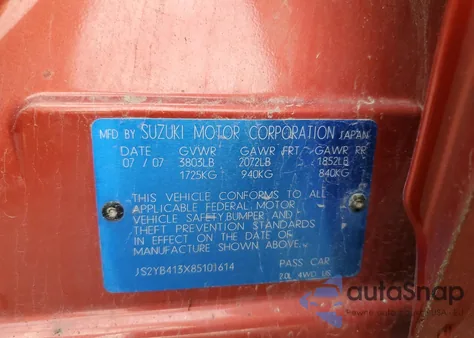 MFD BY SUZUKI MOTOR CORPORATION JAPAN
DATE GVWR GAWR FRT GAWR RR
07 / 07 3803LB 2072LB 1852LB
1725KG 940KG 840KG
THIS VEHICLE CONFORMS TO ALL
APPLICABLE FEDERAL MOTOR
VEHICLE SAFETY,BUMPER AND
THEFT PREVENTION STANDARDS
IN EFFECT ON THE DATE OF
MANUFACTURE SHOWN ABOVE.
JS2YB413X85101614 PASS CAR
2.0L 4WD US
autoSnap